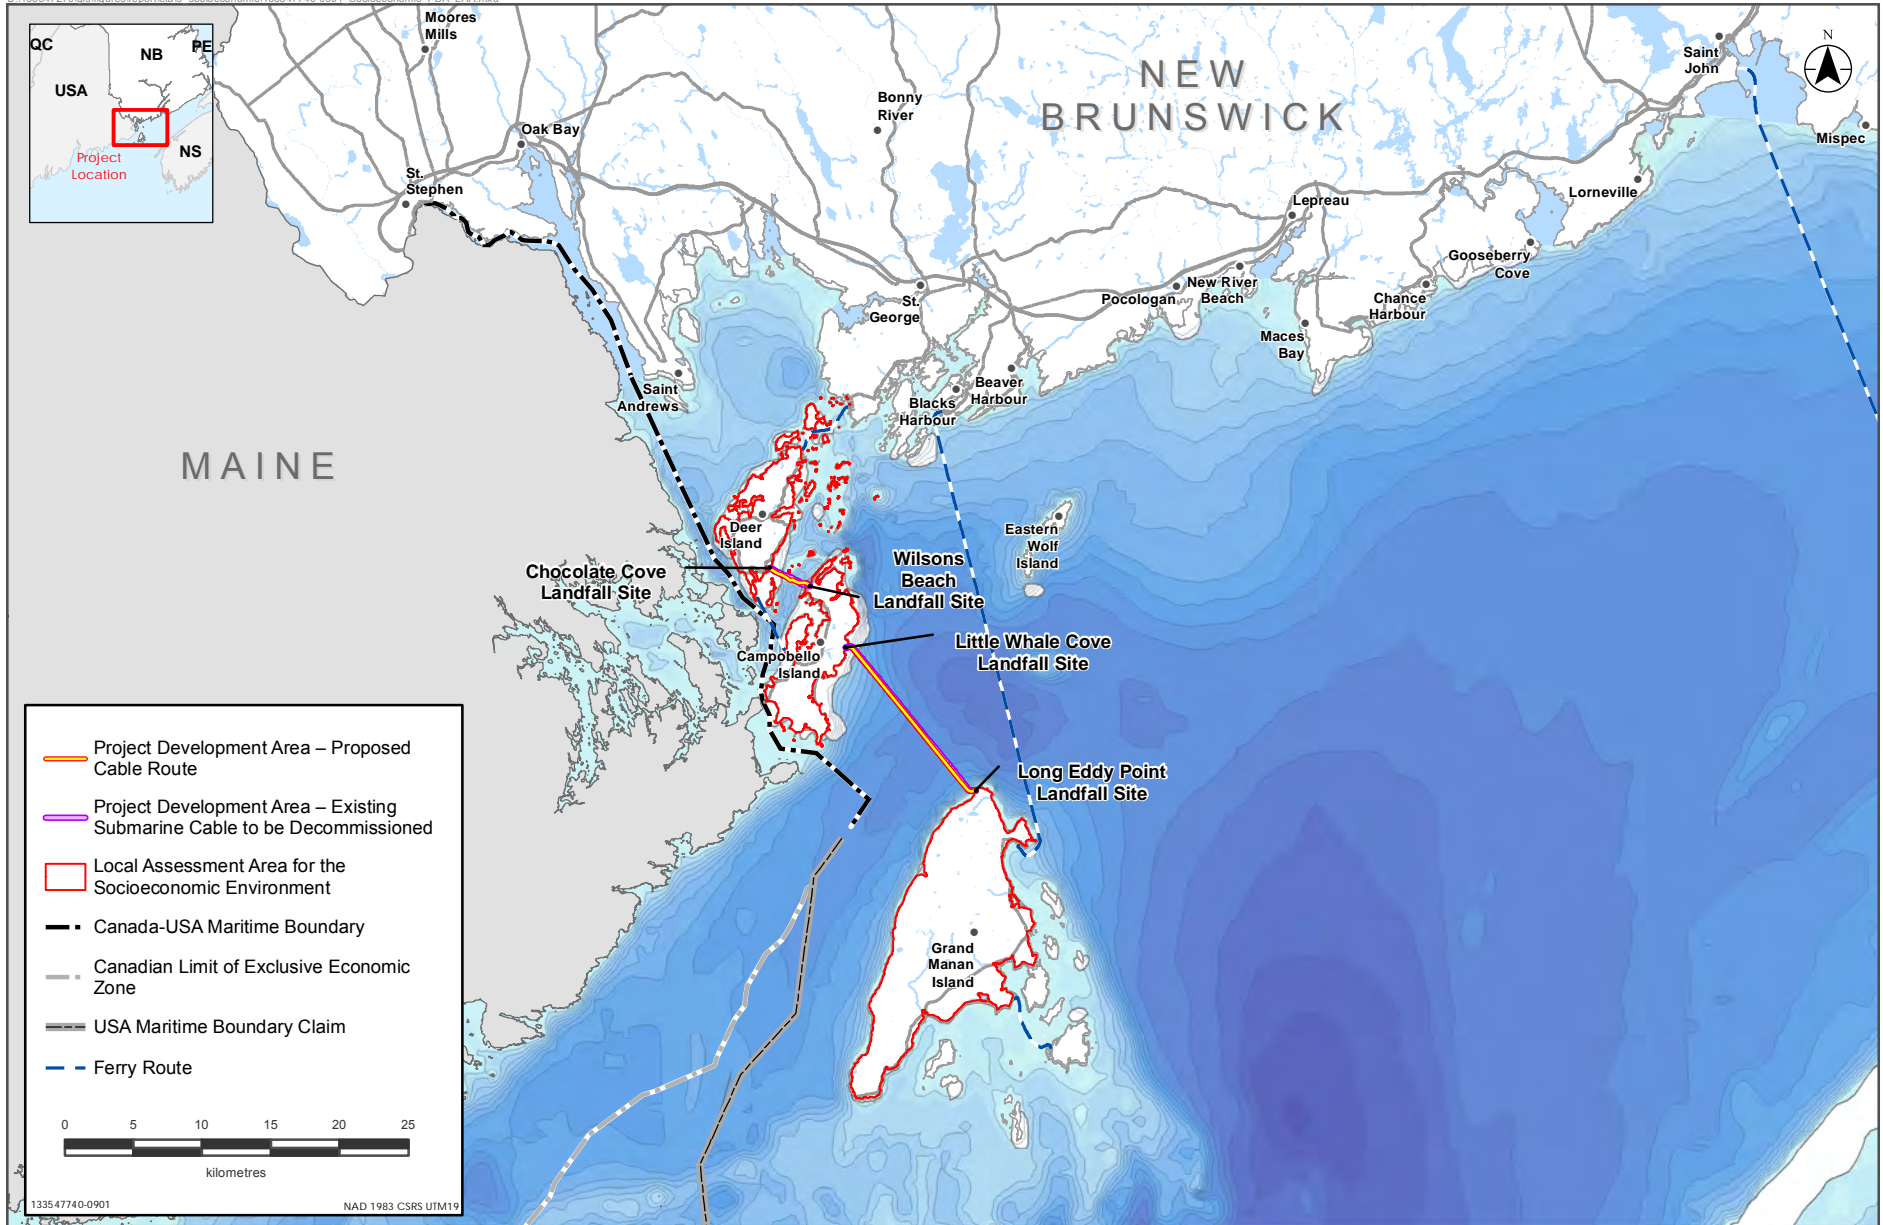 QC
NB
PE
USA
NS
Project
Location
Moores
Mills
Oak Bay
St.
Stephen
Bonny
River
NEW
BRUNSWICK
Saint
John
N
Mispec
Lorneville
Lepreau
Gooseberry
Cove
Chance
Harbour
New River
Beach
Pocologan
Maces
Bay
St.
George
Beaver
Harbour
Blacks
Harbour
Saint
Andrews
MAINE
Deer
Island
Eastern
Wolf
Island
Chocolate Cove
Landfall Site
Wilsons
Beach
Landfall Site
Little Whale Cove
Landfall Site
Campobello
Island
Long Eddy Point
Landfall Site
Grand
Manan
Island
Project Development Area – Proposed
Cable Route
Project Development Area – Existing
Submarine Cable to be Decommissioned
Local Assessment Area for the
Socioeconomic Environment
Canada-USA Maritime Boundary
Canadian Limit of Exclusive Economic
Zone
USA Maritime Boundary Claim
Ferry Route
0 5 10 15 20 25
kilometres
133547740-0901
NAD 1983 CSRS UTM19